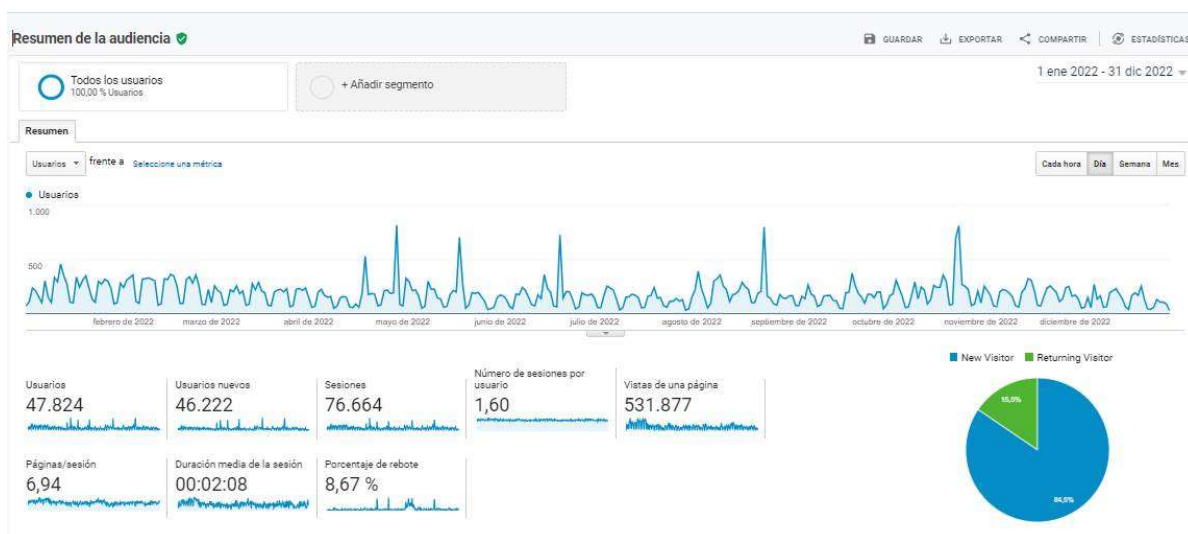 Resumen de la audiencia
GUARDAR EXPORTAR COMPARTIR ESTADÍSTICAS
1 ene 2022 - 31 dic 2022
Todos los usuarios
100,00 % Usuarios
+ Añadir segmento
Resumen
Usuarios frente a Seleccione una métrica
Cada hora Día Semana Mes
Usuarios
1.000
500
febrero de 2022 marzo de 2022 abril de 2022 mayo de 2022 junio de 2022 julio de 2022 agosto de 2022 septiembre de 2022 octubre de 2022 noviembre de 2022 diciembre de 2022
New Visitor Returning Visitor
Usuarios
47.824
Usuarios nuevos
46.222
Sesiones
76.664
Número de sesiones por
usuario
1,60
Vistas de una página
531.877
Páginas/sesión
6,94
Duración media de la sesión
00:02:08
Porcentaje de rebote
8,67 %
15,5%
84,5%